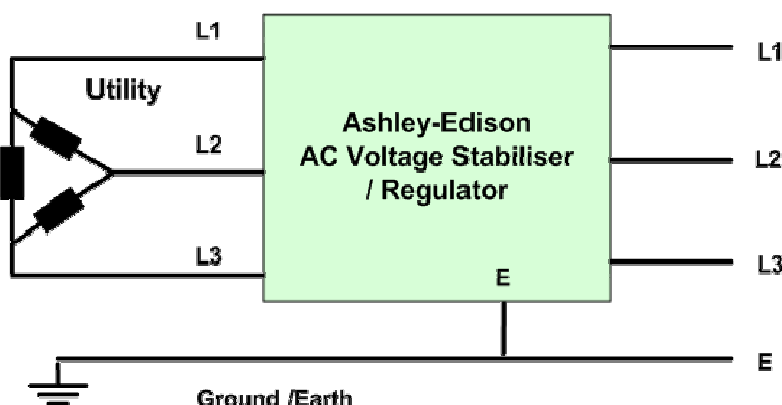 L1
L1
Utility
Ashley-Edison
AC Voltage Stabiliser
/ Regulator
L2
L2
L3
L3
E
E
Ground /Earth